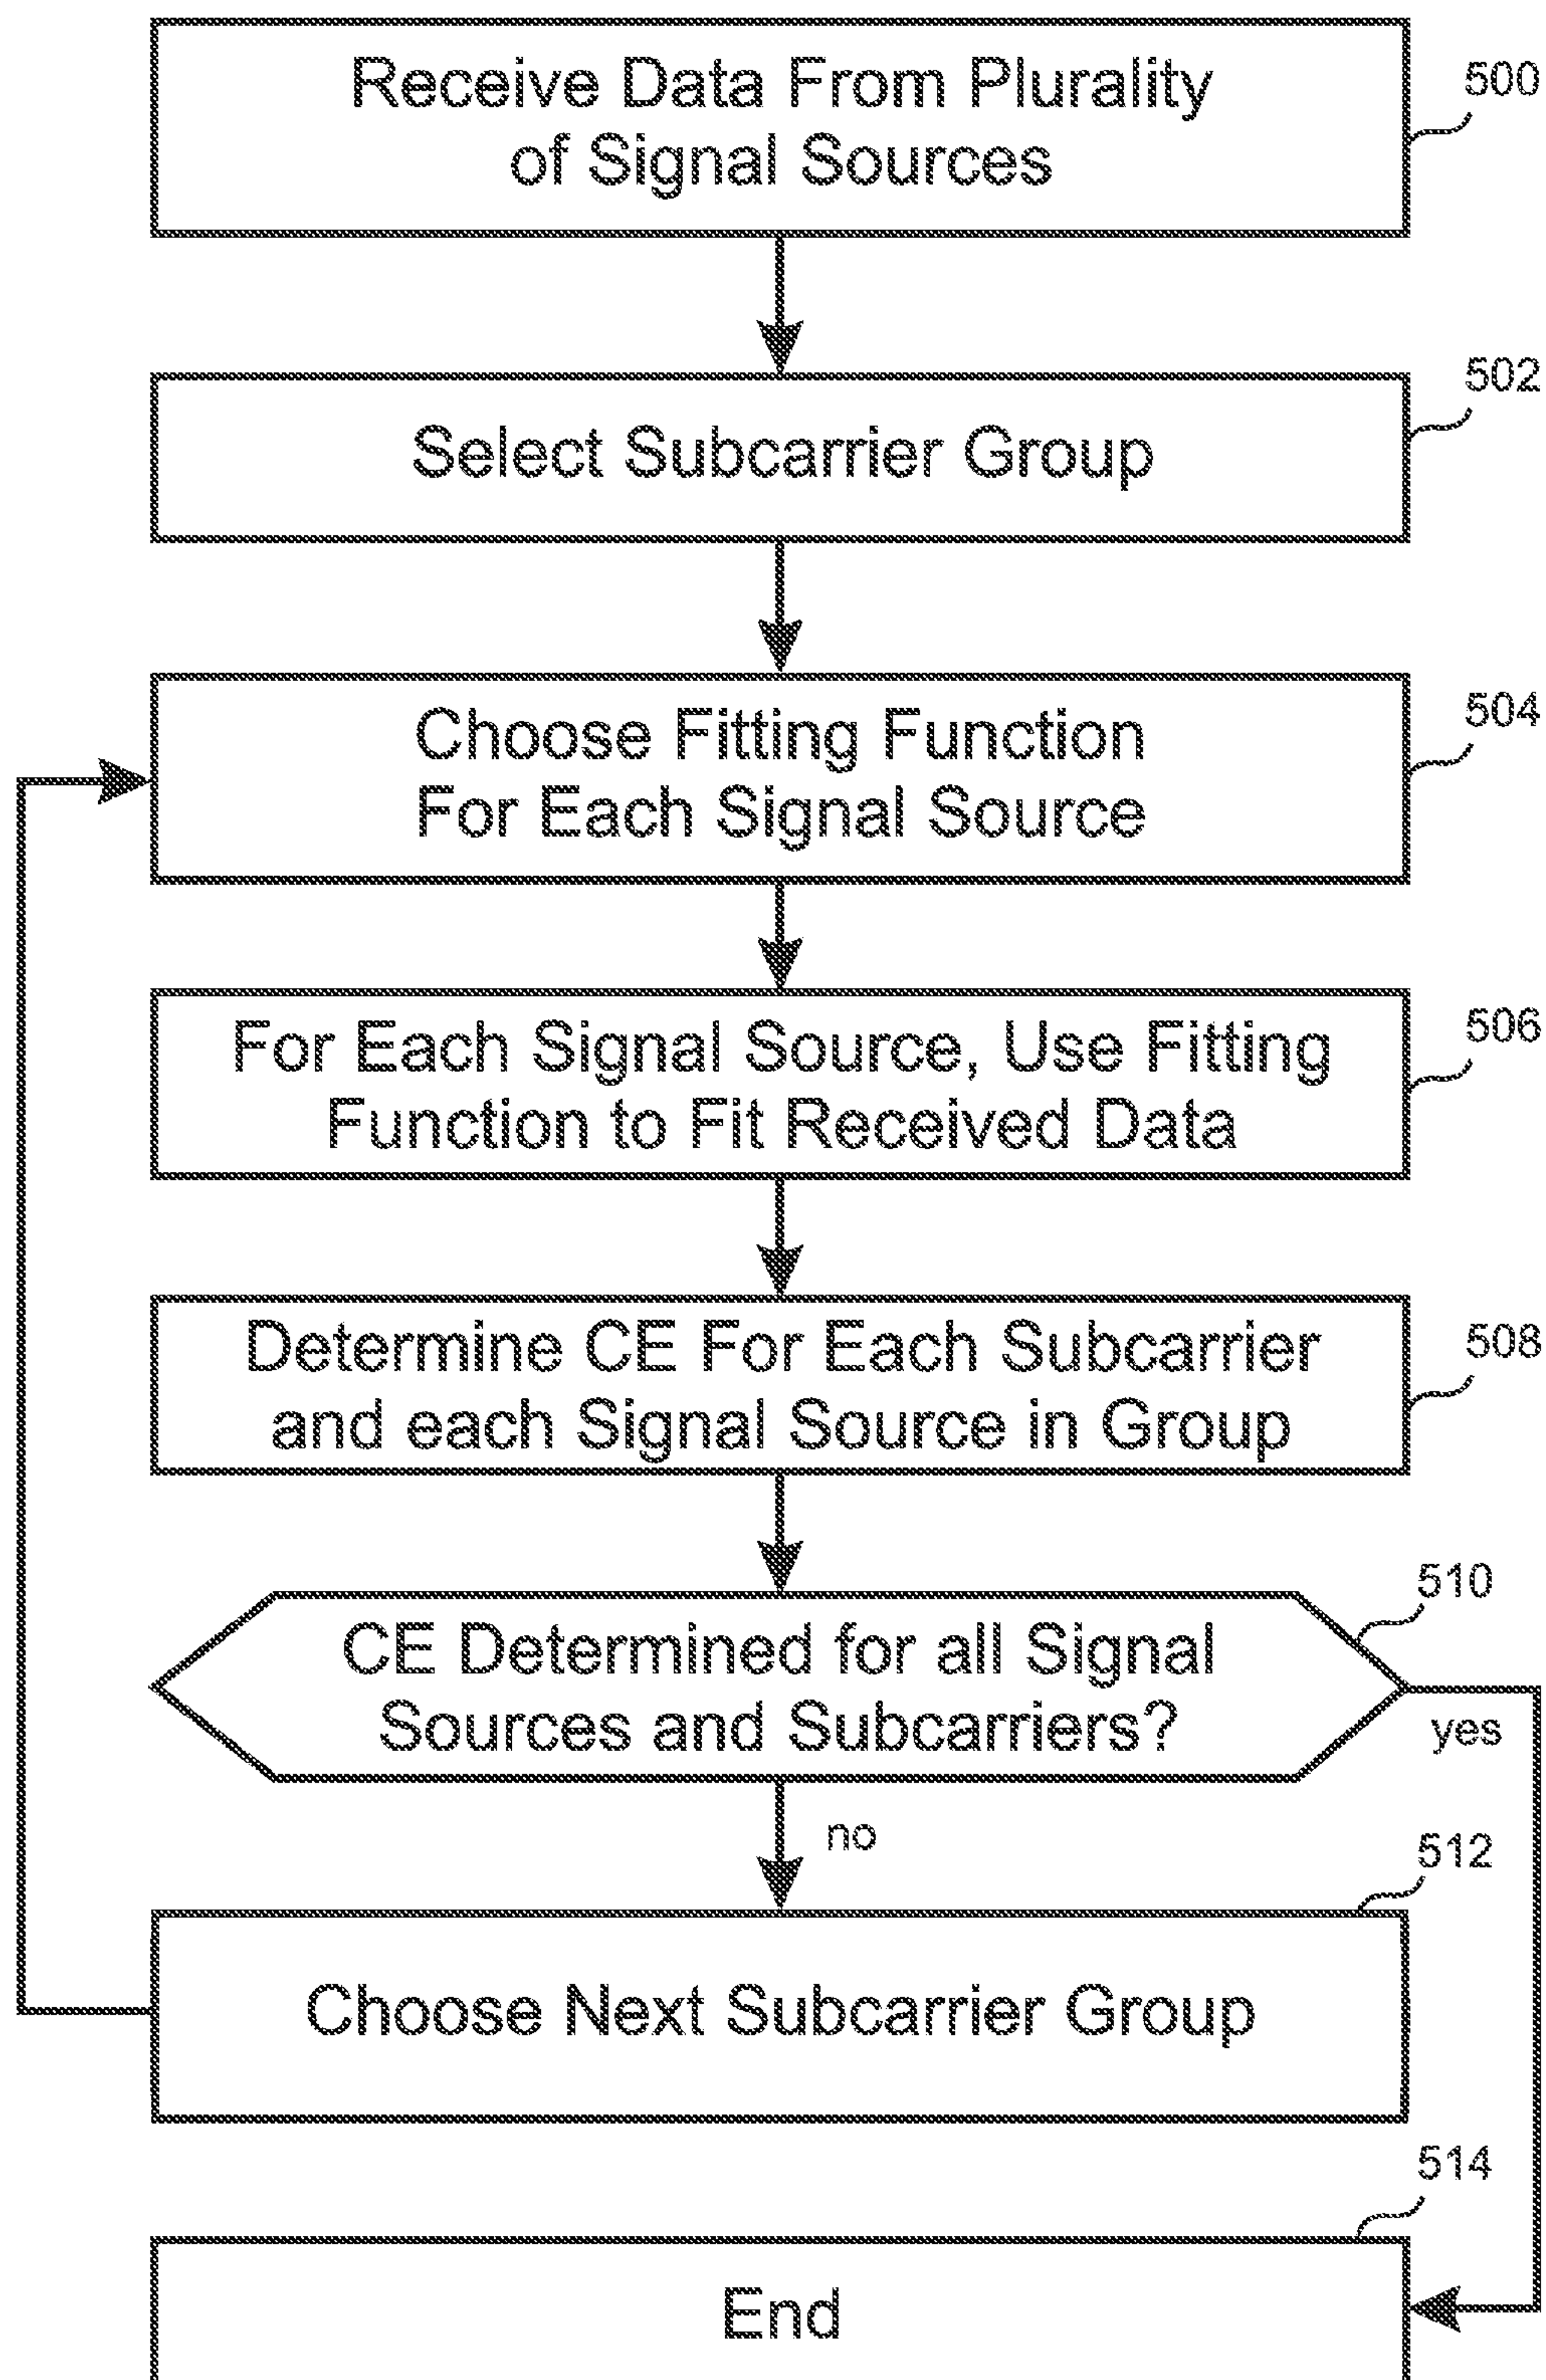 Receive Data From Plurality
of Signal Sources
500
Select Subcarrier Group
502
Choose Fitting Function
For Each Signal Source
504
For Each Signal Source, Use Fitting
Function to Fit Received Data
506
Determine CE For Each Subcarrier
and each Signal Source in Group
508
CE Determined for all Signal
Sources and Subcarriers?
510
yes
no
512
Choose Next Subcarrier Group
514
End